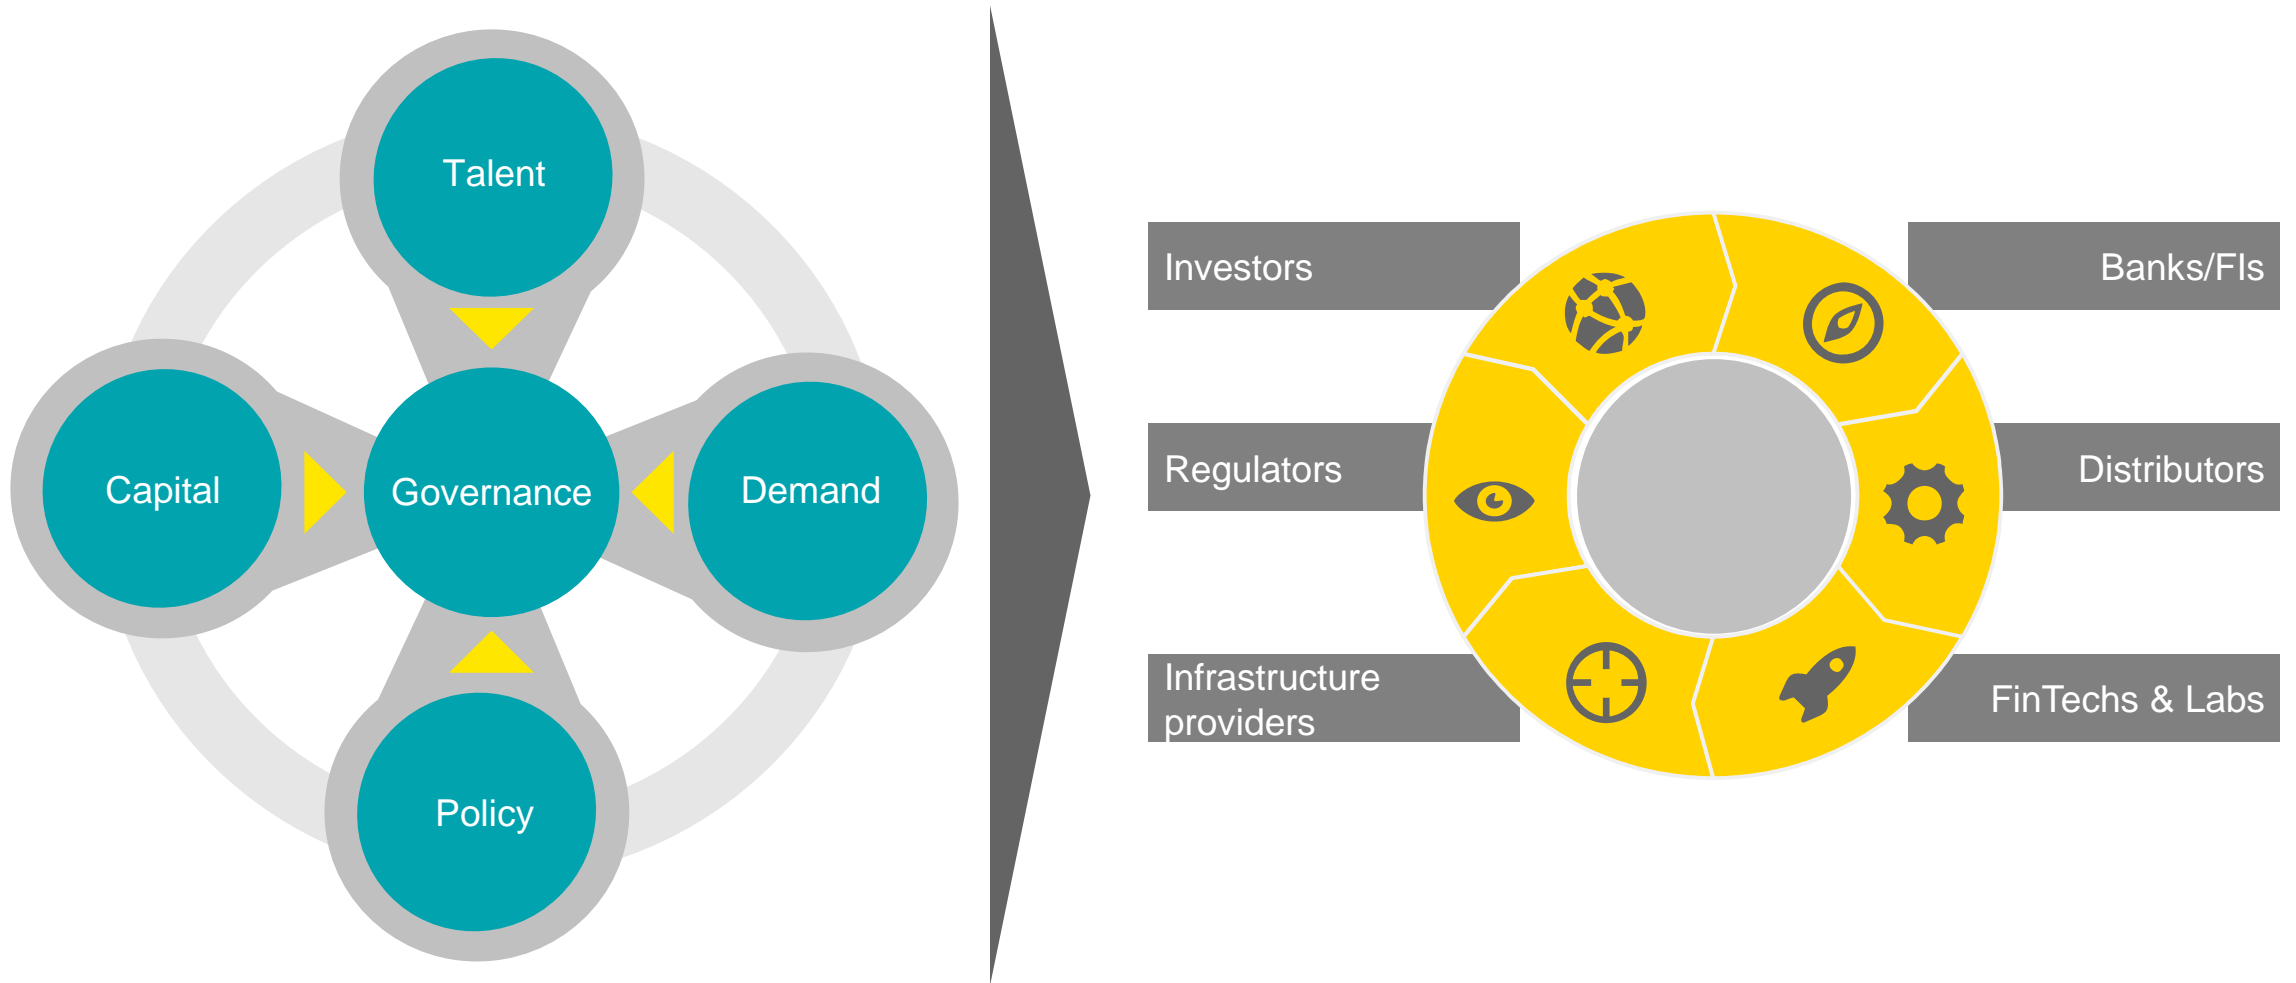 Talent
Capital
Governance
Demand
Policy
Investors
Banks/FIs
Regulators
Distributors
Infrastructure
providers
FinTechs & Labs